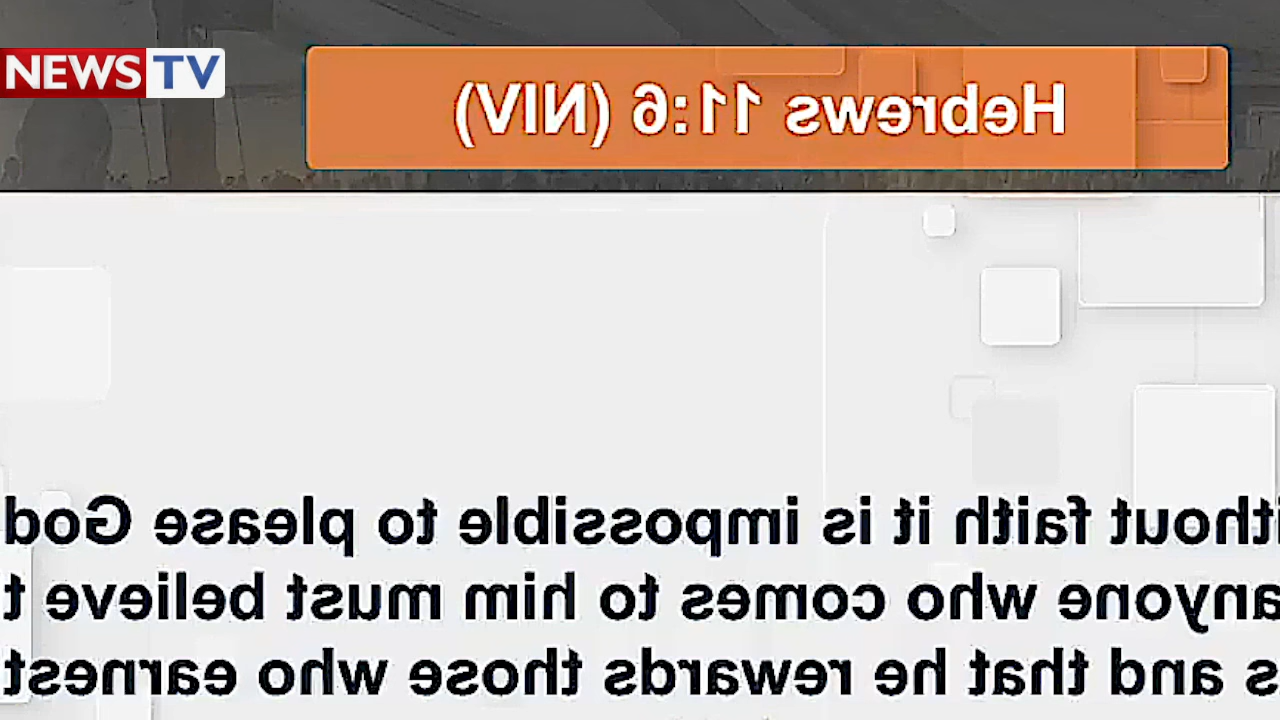 NEWS TV
Hebrews 11:6 (NIV)
thout faith it is impossible to please God
anyone who comes to him must believe t
s and that he rewards those who earnest